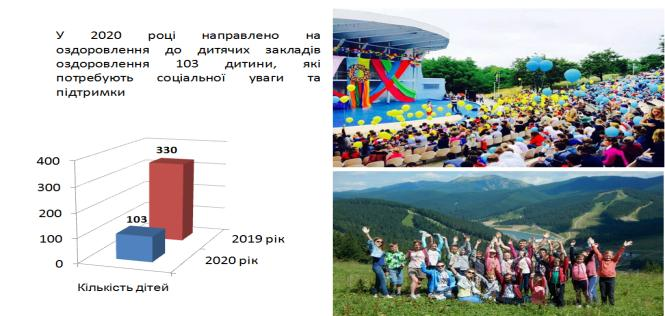 У 2020 році направлено на
оздоровлення до дитячих закладів
оздоровлення 103 дитини, які
потребують соціальної уваги та
підтримки
330
400
300
103
200
100
2019 рік
0
2020 рік
Кількість дітей